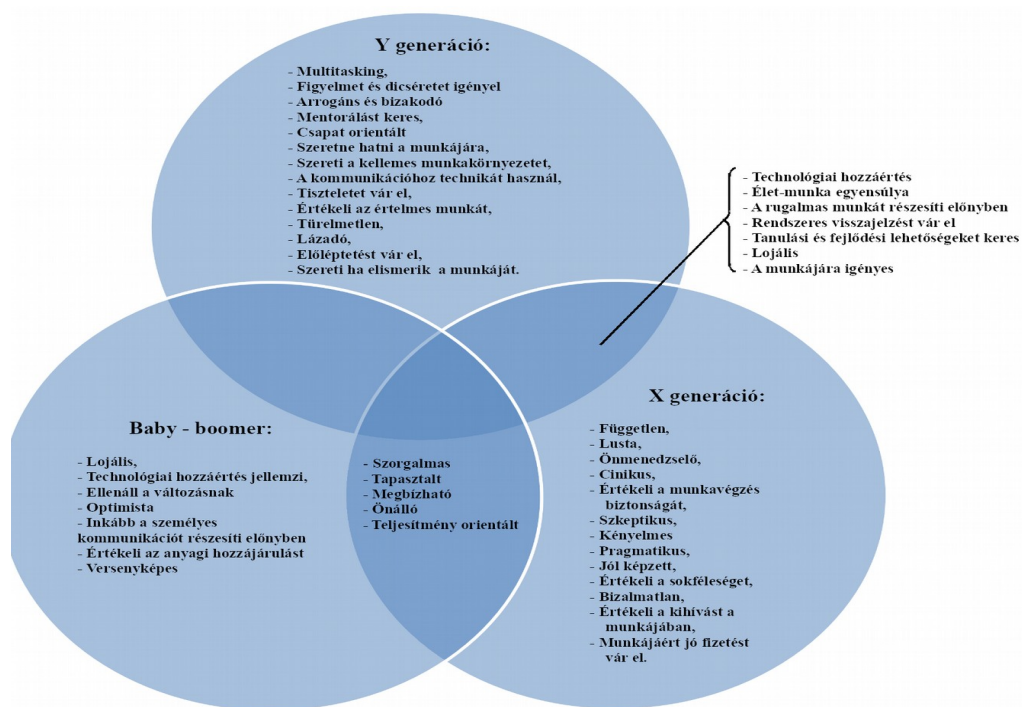 Y generáció:
- Multitasking,
- Figyelmet és dicséretet igényel
- Arrogáns és bizakodó
- Mentorálást keres,
- Csapat orientált
- Szeretne hatni a munkájára,
- Szereti a kellemes munkakörnyezetet,
- A kommunikációhoz technikát használ,
- Tiszteletet vár el,
- Értékeli az értelmes munkát,
- Türelmetlen,
- Lázadó,
- Előléptetést vár el,
- Szereti ha elismerik a munkáját.
- Technológiai hozzáértés
- Élet-munka egyensúlya
- A rugalmas munkát részesíti előnyben
- Rendszeres visszajelzést vár el
- Tanulási és fejlődési lehetőségeket keres
- Lojális
- A munkájára igényes
Baby - boomer:
- Lojális,
- Technológiai hozzáértés jellemzi,
- Ellenáll a változásnak
- Optimista
- Inkább a személyes
kommunikációt részesíti előnyben
- Értékeli az anyagi hozzájárulást
- Versenyképes
- Szorgalmas
- Tapasztalt
- Megbízható
- Önálló
- Teljesítmény orientált
X generáció:
- Független,
- Lusta,
- Önmenedzselő,
- Cinikus,
- Értékeli a munkavégzés
biztonságát,
- Szkeptikus,
- Kényelmes
- Pragmatikus,
- Jól képzett,
- Értékeli a sokféleséget,
- Bizalmatlan,
- Értékeli a kihívást a
munkájában,
- Munkájáért jó fizetést
vár el.